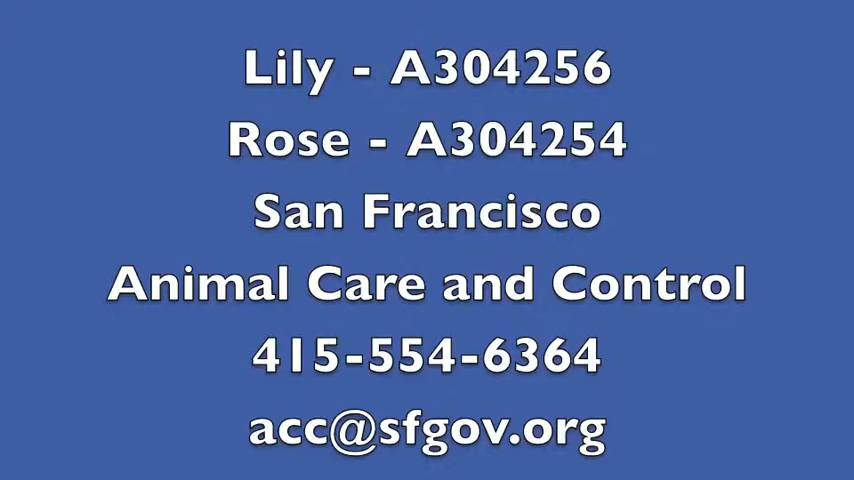 Lily - A304256
Rose - A304254
San Francisco
Animal Care and Control
415-554-6364
acc@sfgov.org